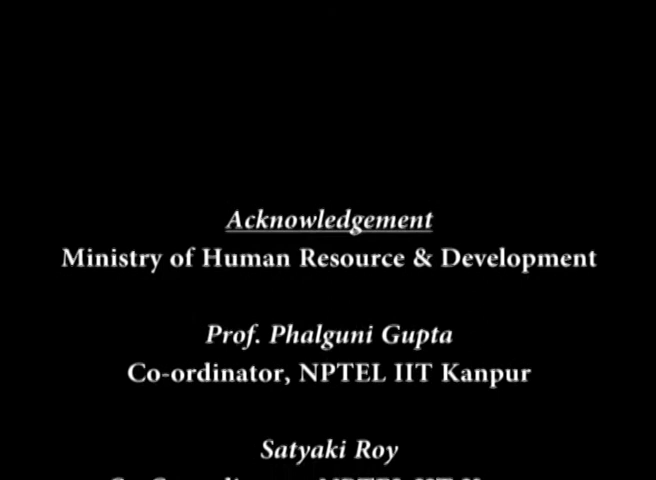 Acknowledgement
Ministry of Human Resource & Development
Prof. Phalguni Gupta
Co-ordinator, NPTEL IIT Kanpur
Satyaki Roy